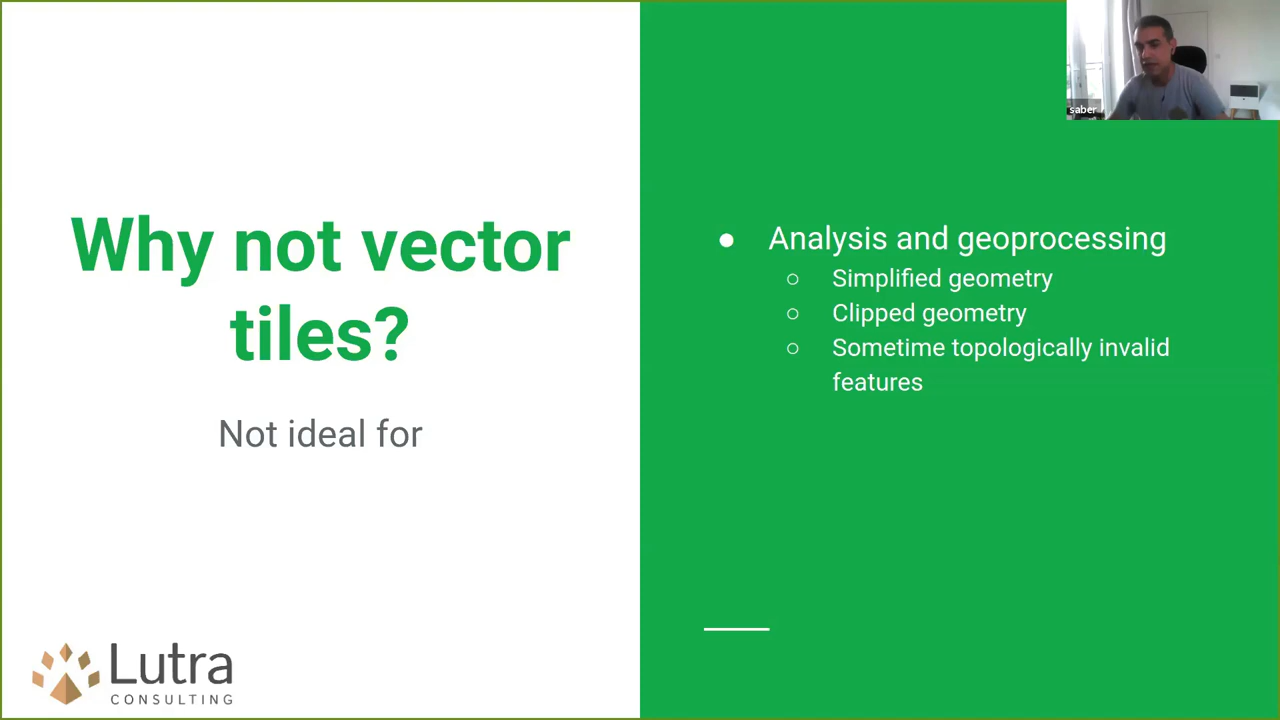 Why not vector
tiles?
Not ideal for
Lutra
CONSULTING
saber
● Analysis and geoprocessing
○ Simplified geometry
○ Clipped geometry
○ Sometime topologically invalid
features